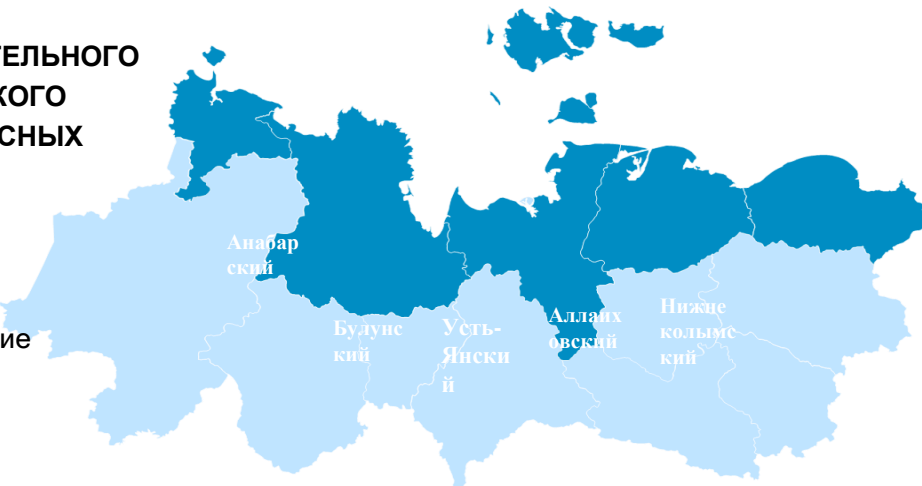 ТЕЛЬНОГО
КОГО
СНЫХ
Анабар
ский
Булунс
кий
Усть-
Янски
й
Аллаих
овский
Нижне
колымс
кий
ие